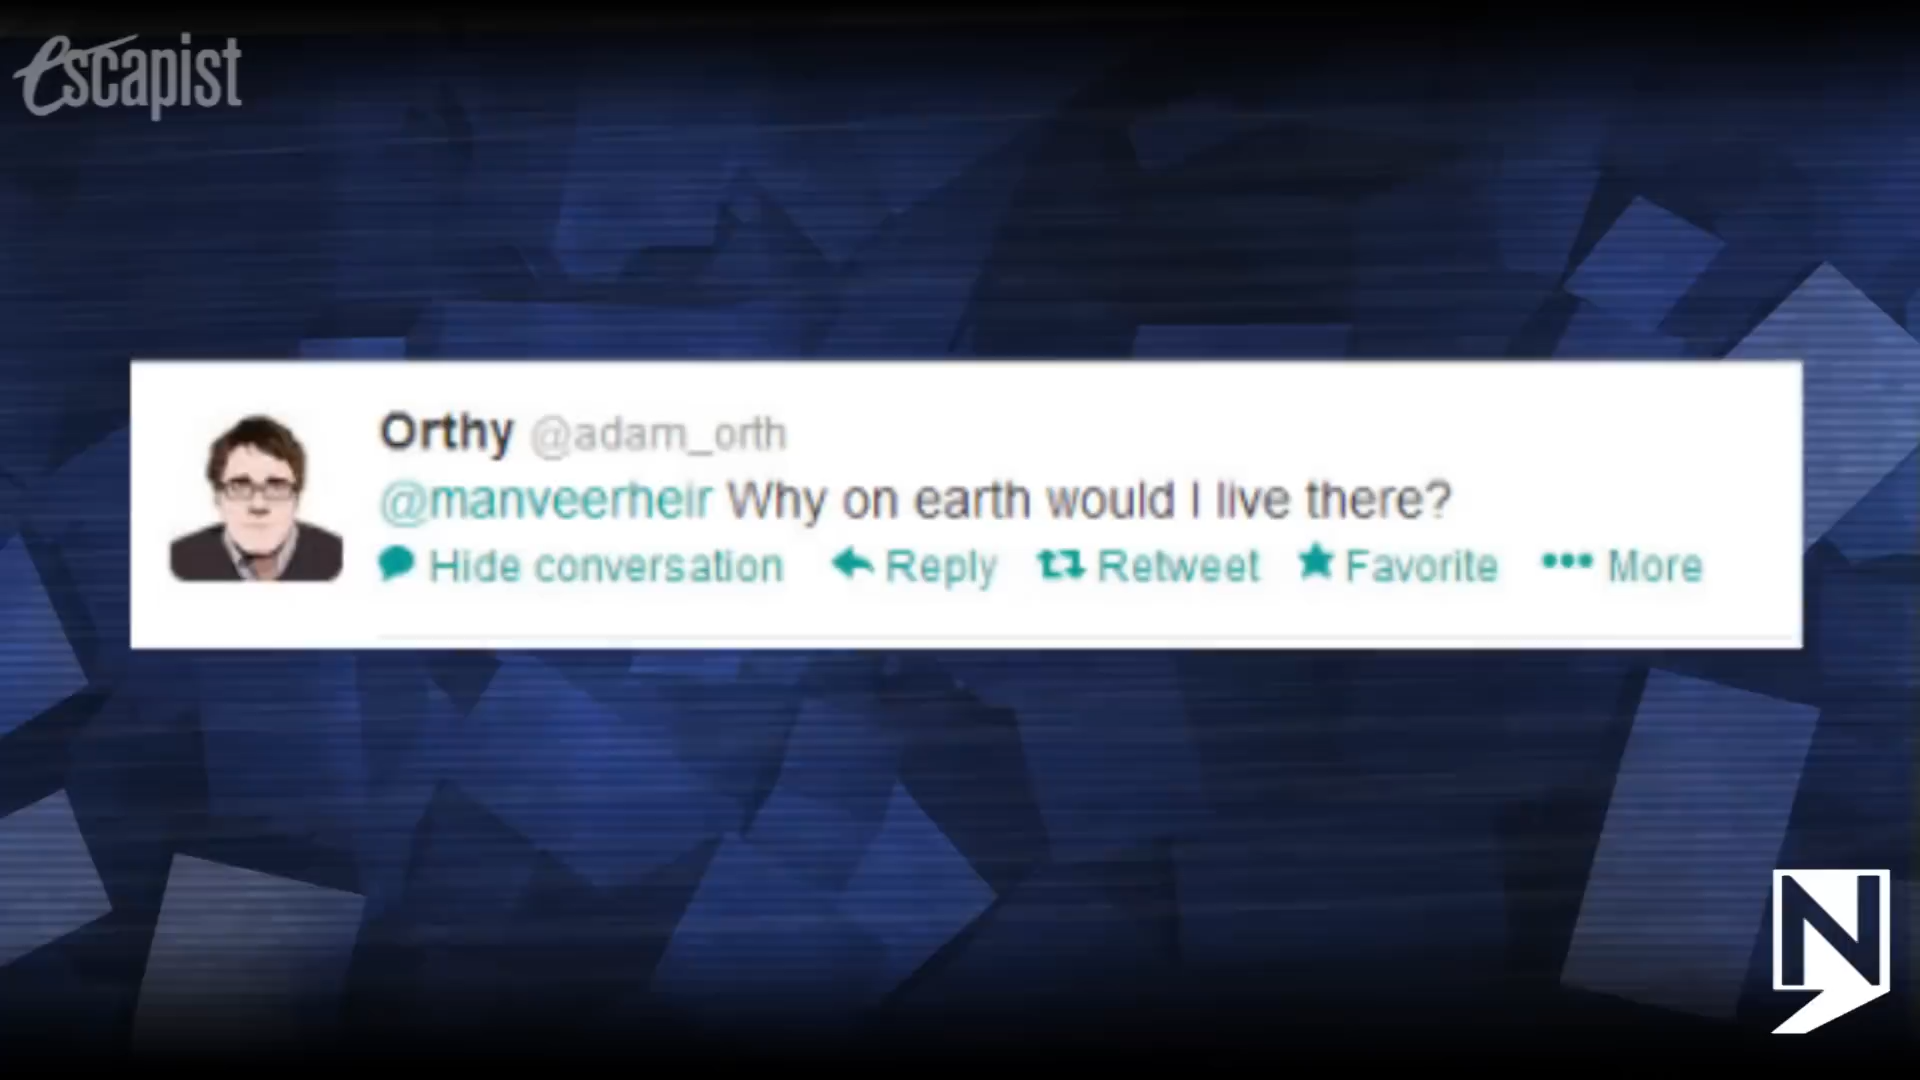 escapist
Orthy @adam_orth
@manveerheir Why on earth would I live there?
Hide conversation Reply Retweet Favorite ••• More
N